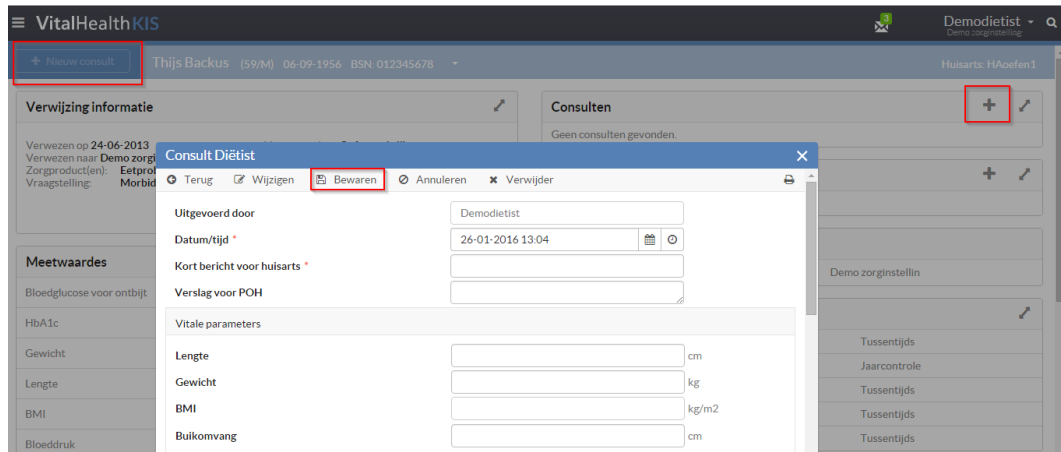 VitalHealth KIS
3
Demodietist
Demo zorginstelling
+ Nieuw consult
Thijs Backus (59/M) 06-09-1956 BSN: 012345678
Huisarts: HAoefen1
Verwijzing informatie
Verwezen op 24-06-2013
Verwezen naar Demo zorgi
Zorgproduct(en): Eetprob
Vraagstelling: Morbid
Consulten
Geen consulten gevonden.
Consult Diëtist
Terug Wijzigen Bewaren Annuleren Verwijder
Uitgevoerd door Demodietist
Datum/tijd * 26-01-2016 13:04
Kort bericht voor huisarts *
Verslag voor POH
Vitale parameters
Lengte cm
Gewicht kg
BMI kg/m2
Buikomvang cm
Meetwaardes
Bloedglucose voor ontbijt
HbA1c
Gewicht
Lengte
BMI
Bloeddruk
Demo zorginstellin
Tussentijds
Jaarcontrole
Tussentijds
Tussentijds
Tussentijds